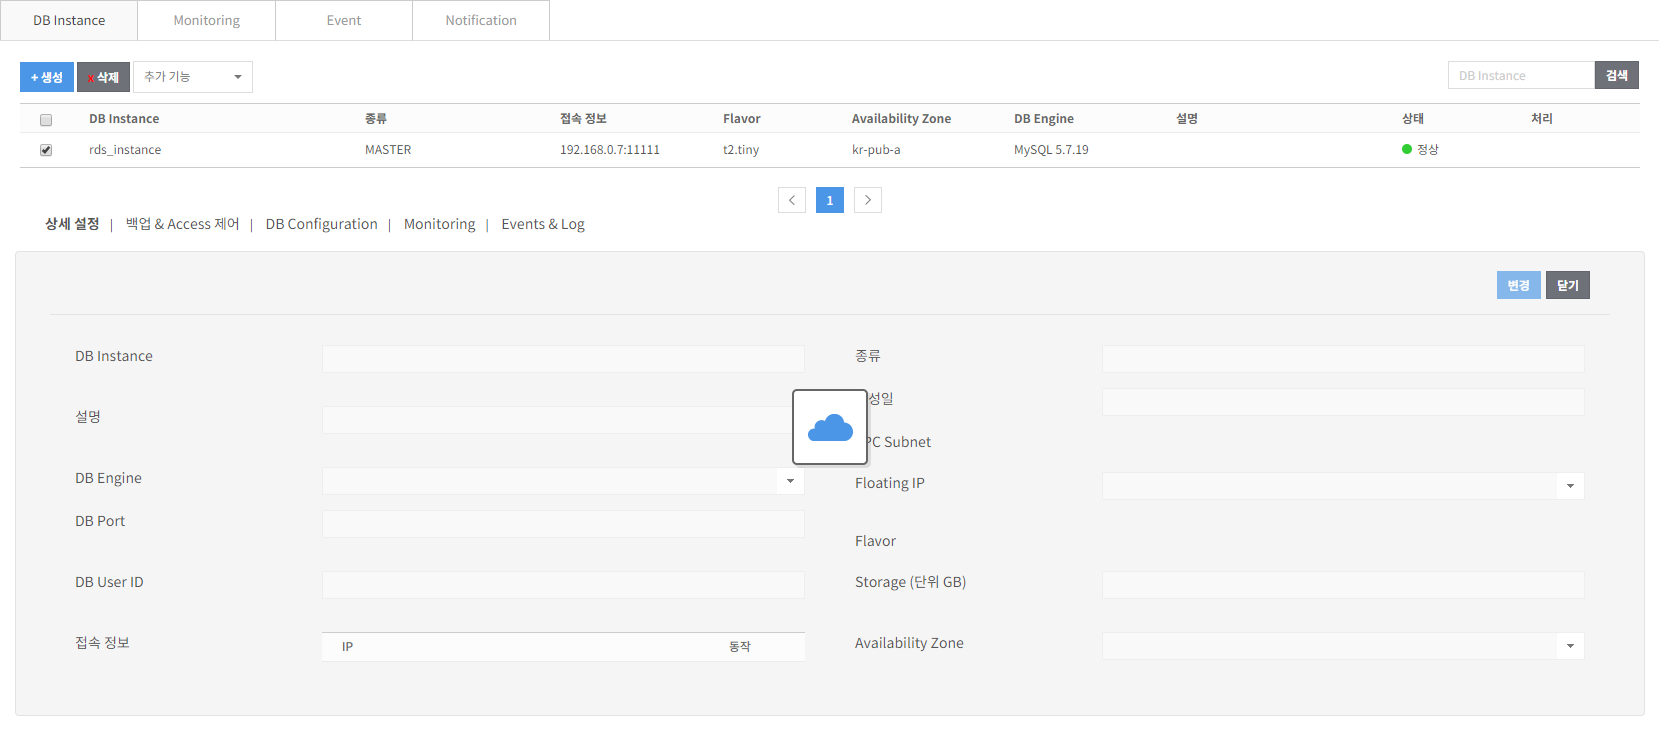 DB Instance Monitoring Event Notification
+ 생성 x 삭제 추가 기능 DB Instance 검색
DB Instance 종류 접속 정보 Flavor Availability Zone DB Engine 설명 상태 처리
rds_instance MASTER 192.168.0.7:11111 t2.tiny kr-pub-a MySQL 5.7.19 정상
< 1 >
상세 설정 | 백업 & Access 제어 | DB Configuration | Monitoring | Events & Log
변경 닫기
DB Instance 종류
성일
설명
PC Subnet
DB Engine Floating IP
DB Port
Flavor
DB User ID Storage (단위 GB)
접속 정보 IP 동작 Availability Zone